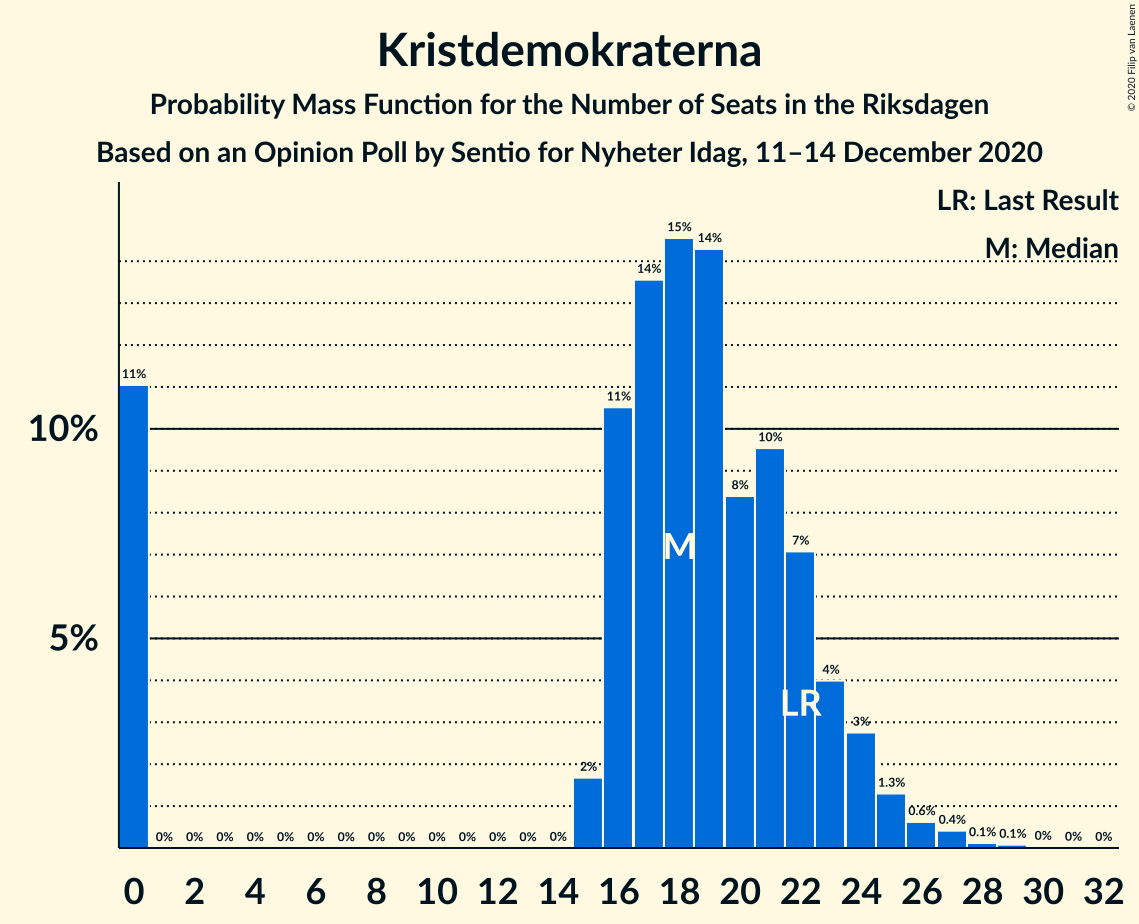 Kristdemokraterna
Probability Mass Function for the Number of Seats in the Riksdagen
Based on an Opinion Poll by Sentio for Nyheter Idag, 11–14 December 2020
© 2020 Filip van Laenen
LR: Last Result
M: Median
10%
5%
11% 0% 0% 0% 0% 0% 0% 0% 0% 0% 0% 0% 0% 0% 0% 2% 11% 14% 15% 14% 8% 10% 7% 4% 3% 1.3% 0.6% 0.4% 0.1% 0.1% 0% 0% 0%
M
LR
0 2 4 6 8 10 12 14 16 18 20 22 24 26 28 30 32